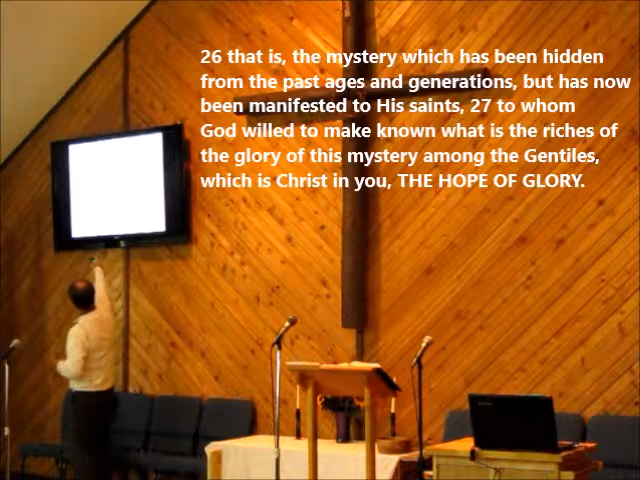 26 that is, the mystery which has been hidden
from the past ages and generations, but has now
been manifested to His saints, 27 to whom
God willed to make known what is the riches of
the glory of this mystery among the Gentiles,
which is Christ in you, THE HOPE OF GLORY.